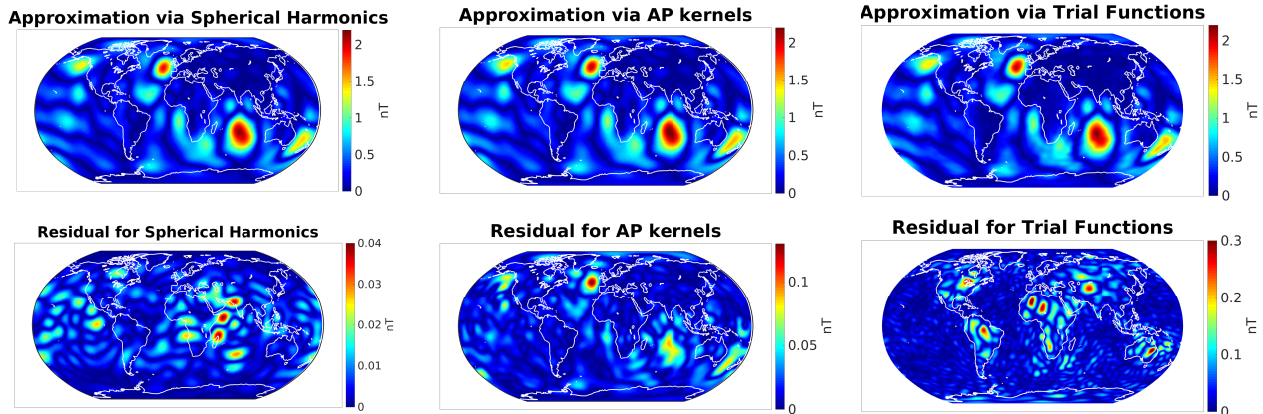 Approximation via Spherical Harmonics
2
1.5
1
0.5
0
nT
Approximation via AP kernels
2
1.5
1
0.5
0
nT
Approximation via Trial Functions
2
1.5
1
0.5
0
nT
Residual for Spherical Harmonics
0.04
0.03
0.02
0.01
0
nT
Residual for AP kernels
0.1
0.05
0
nT
Residual for Trial Functions
0.3
0.2
0.1
0
nT